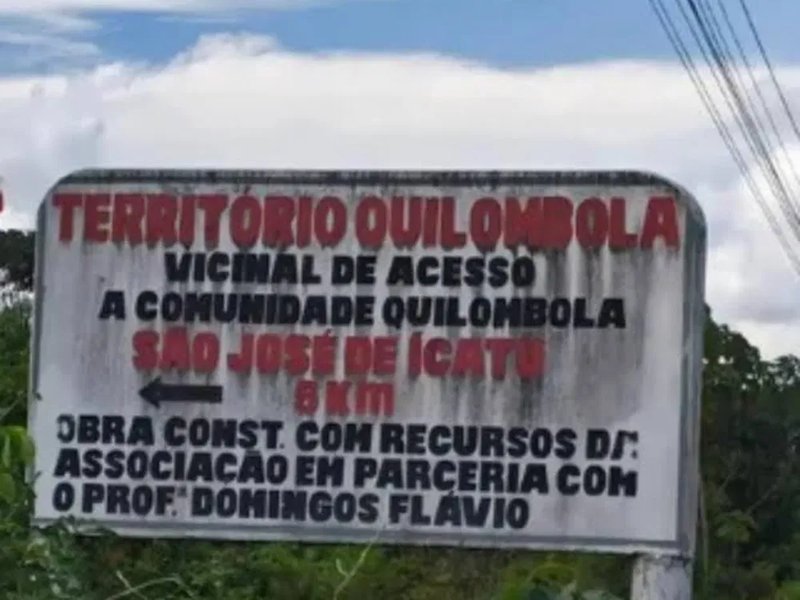 TERRITÓRIO QUILOMBOLA
VICINAL DE ACESSO
A COMUNIDADE QUILOMBOLA
SÃO JOSÉ DE ICATU
6 KM
OBRA CONST. COM RECURSOS DA
ASSOCIAÇÃO EM PARCERIA COM
O PROF.ª DOMINGOS FLÁVIO